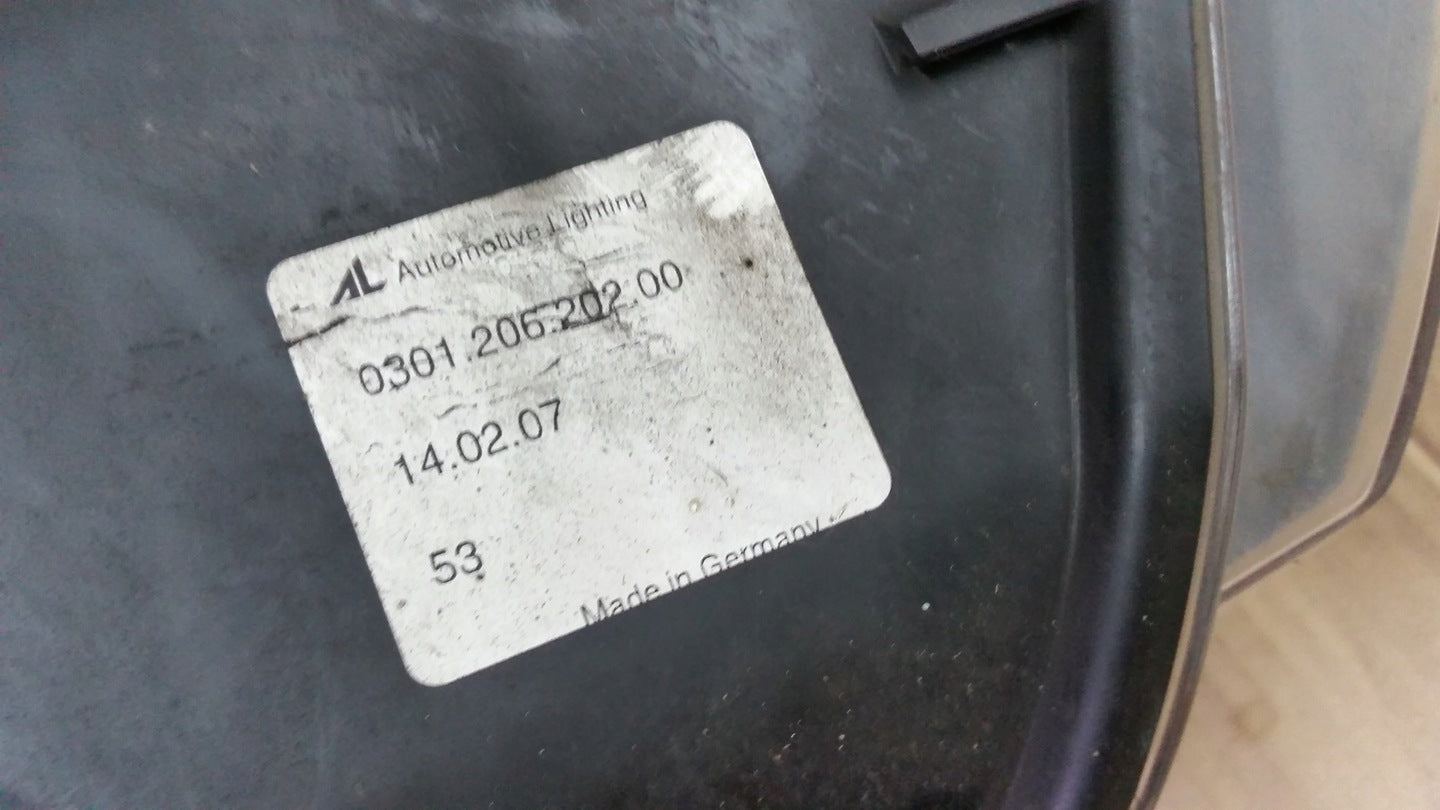 AL Automotive Lighting
0301.206.202.00
14.02.07
53
Made in Germany